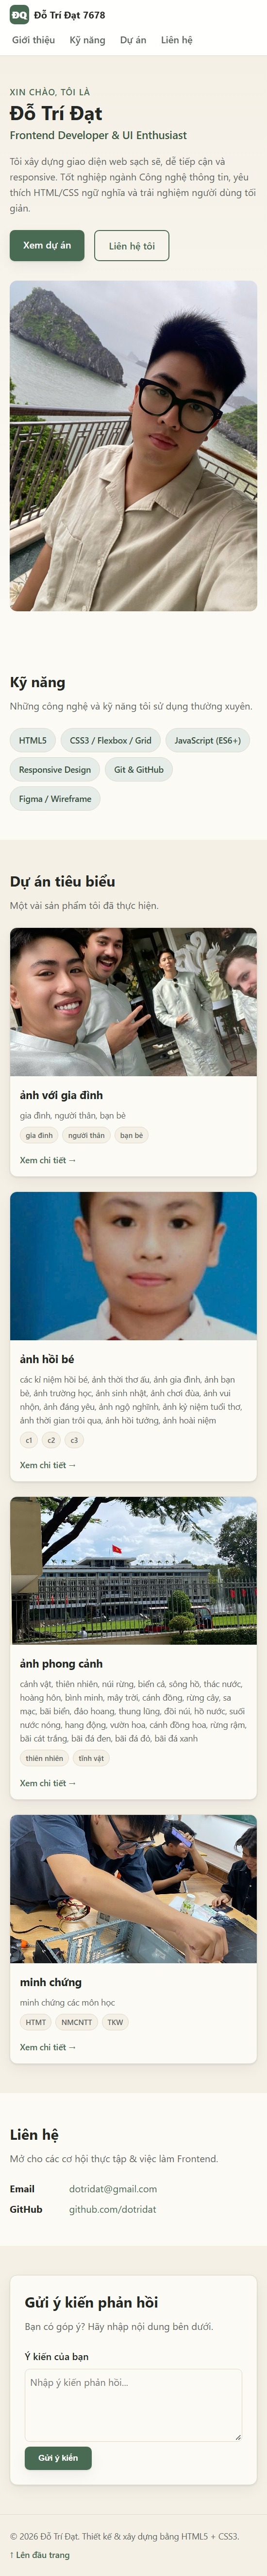 ĐQ Đỗ Trí Đạt 7678
Giới thiệu Kỹ năng Dự án Liên hệ
XIN CHÀO, TÔI LÀ
Đỗ Trí Đạt
Frontend Developer & UI Enthusiast
Tôi xây dựng giao diện web sạch sẽ, dễ tiếp cận và
responsive. Tốt nghiệp ngành Công nghệ thông tin, yêu
thích HTML/CSS ngữ nghĩa và trải nghiệm người dùng tối
giản.
Xem dự án Liên hệ tôi
Kỹ năng
Những công nghệ và kỹ năng tôi sử dụng thường xuyên.
HTML5 CSS3 / Flexbox / Grid JavaScript (ES6+)
Responsive Design Git & GitHub
Figma / Wireframe
Dự án tiêu biểu
Một vài sản phẩm tôi đã thực hiện.
ảnh với gia đình
gia đình, người thân, bạn bè
gia đình người thân bạn bè
Xem chi tiết →
ảnh hồi bé
các kỉ niệm hồi bé, ảnh thời thơ ấu, ảnh gia đình, ảnh bạn
bè, ảnh trường học, ảnh sinh nhật, ảnh chơi đùa, ảnh vui
nhộn, ảnh đáng yêu, ảnh ngộ nghĩnh, ảnh kỷ niệm tuổi thơ,
ảnh thời gian trôi qua, ảnh hồi tưởng, ảnh hoài niệm
c1 c2 c3
Xem chi tiết →
ảnh phong cảnh
cảnh vật, thiên nhiên, núi rừng, biển cả, sông hồ, thác nước,
hoàng hôn, bình minh, mây trời, cánh đồng, rừng cây, sa
mạc, bãi biển, đảo hoang, thung lũng, đồi núi, hồ nước, suối
nước nóng, hang động, vườn hoa, cánh đồng hoa, rừng rậm,
bãi cát trắng, bãi đá đen, bãi đá đỏ, bãi đá xanh
thiên nhiên tĩnh vật
Xem chi tiết →
minh chứng
minh chứng các môn học
HTMT NMCNTT TKW
Xem chi tiết →
Liên hệ
Mở cho các cơ hội thực tập & việc làm Frontend.
Email dotridat@gmail.com
GitHub github.com/dotridat
Gửi ý kiến phản hồi
Bạn có góp ý? Hãy nhập nội dung bên dưới.
Ý kiến của bạn
Nhập ý kiến phản hồi...
Gửi ý kiến
© 2026 Đỗ Trí Đạt. Thiết kế & xây dựng bằng HTML5 + CSS3.
↑ Lên đầu trang